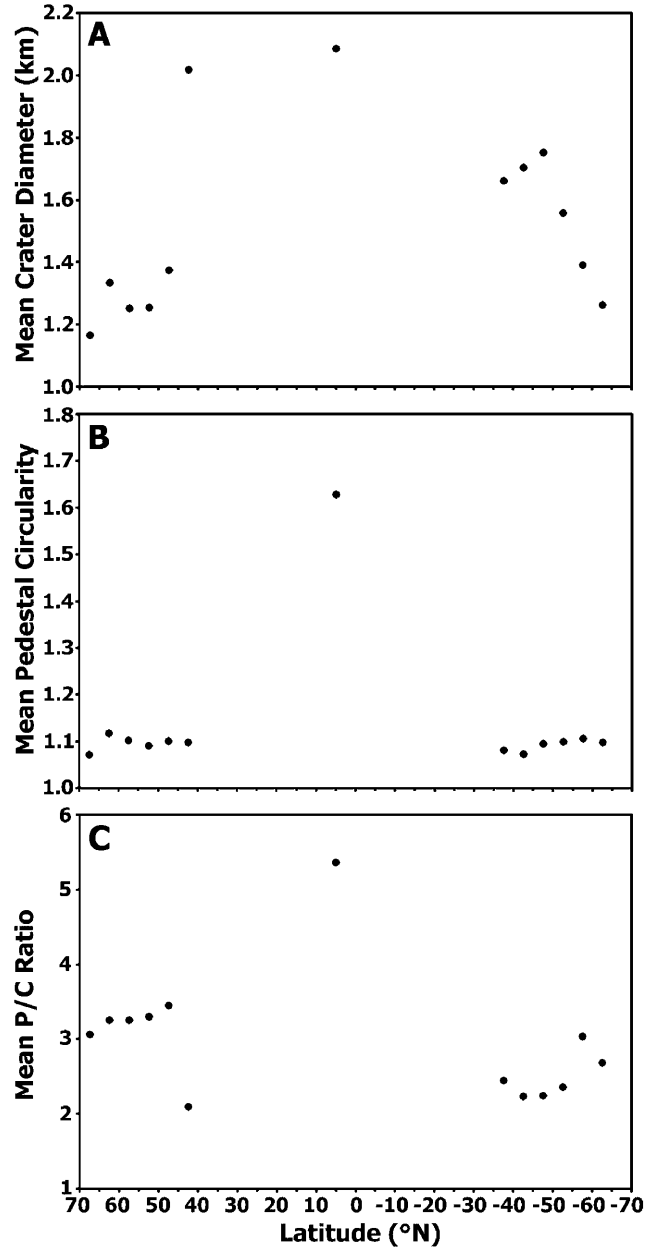 A
Mean Crater Diameter (km)
2.2
2.0
1.8
1.6
1.4
1.2
1.0
B
Mean Pedestal Circularity
1.8
1.7
1.6
1.5
1.4
1.3
1.2
1.1
1.0
C
Mean P/C Ratio
6
5
4
3
2
1
70 60 50 40 30 20 10 0 -10 -20 -30 -40 -50 -60 -70
Latitude (°N)